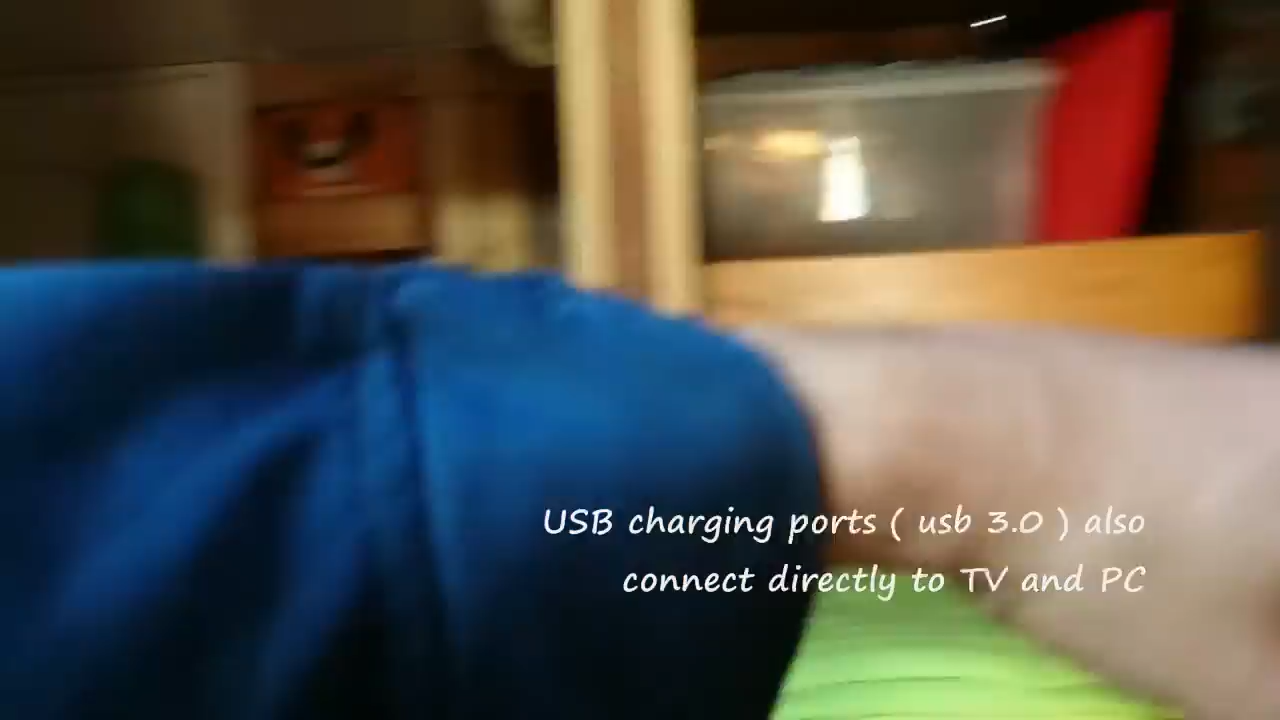 USB charging ports ( usb 3.0 ) also
connect directly to TV and PC